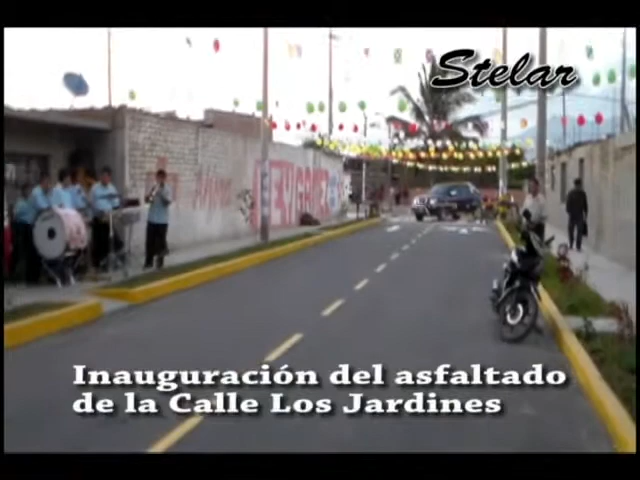 Stelar
Inauguración del asfaltado
de la Calle Los Jardines